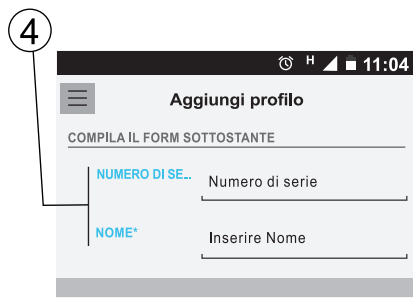 4
H 11:04
Aggiungi profilo
COMPILA IL FORM SOTTOSTANTE
NUMERO DI SE... Numero di serie
NOME* Inserire Nome